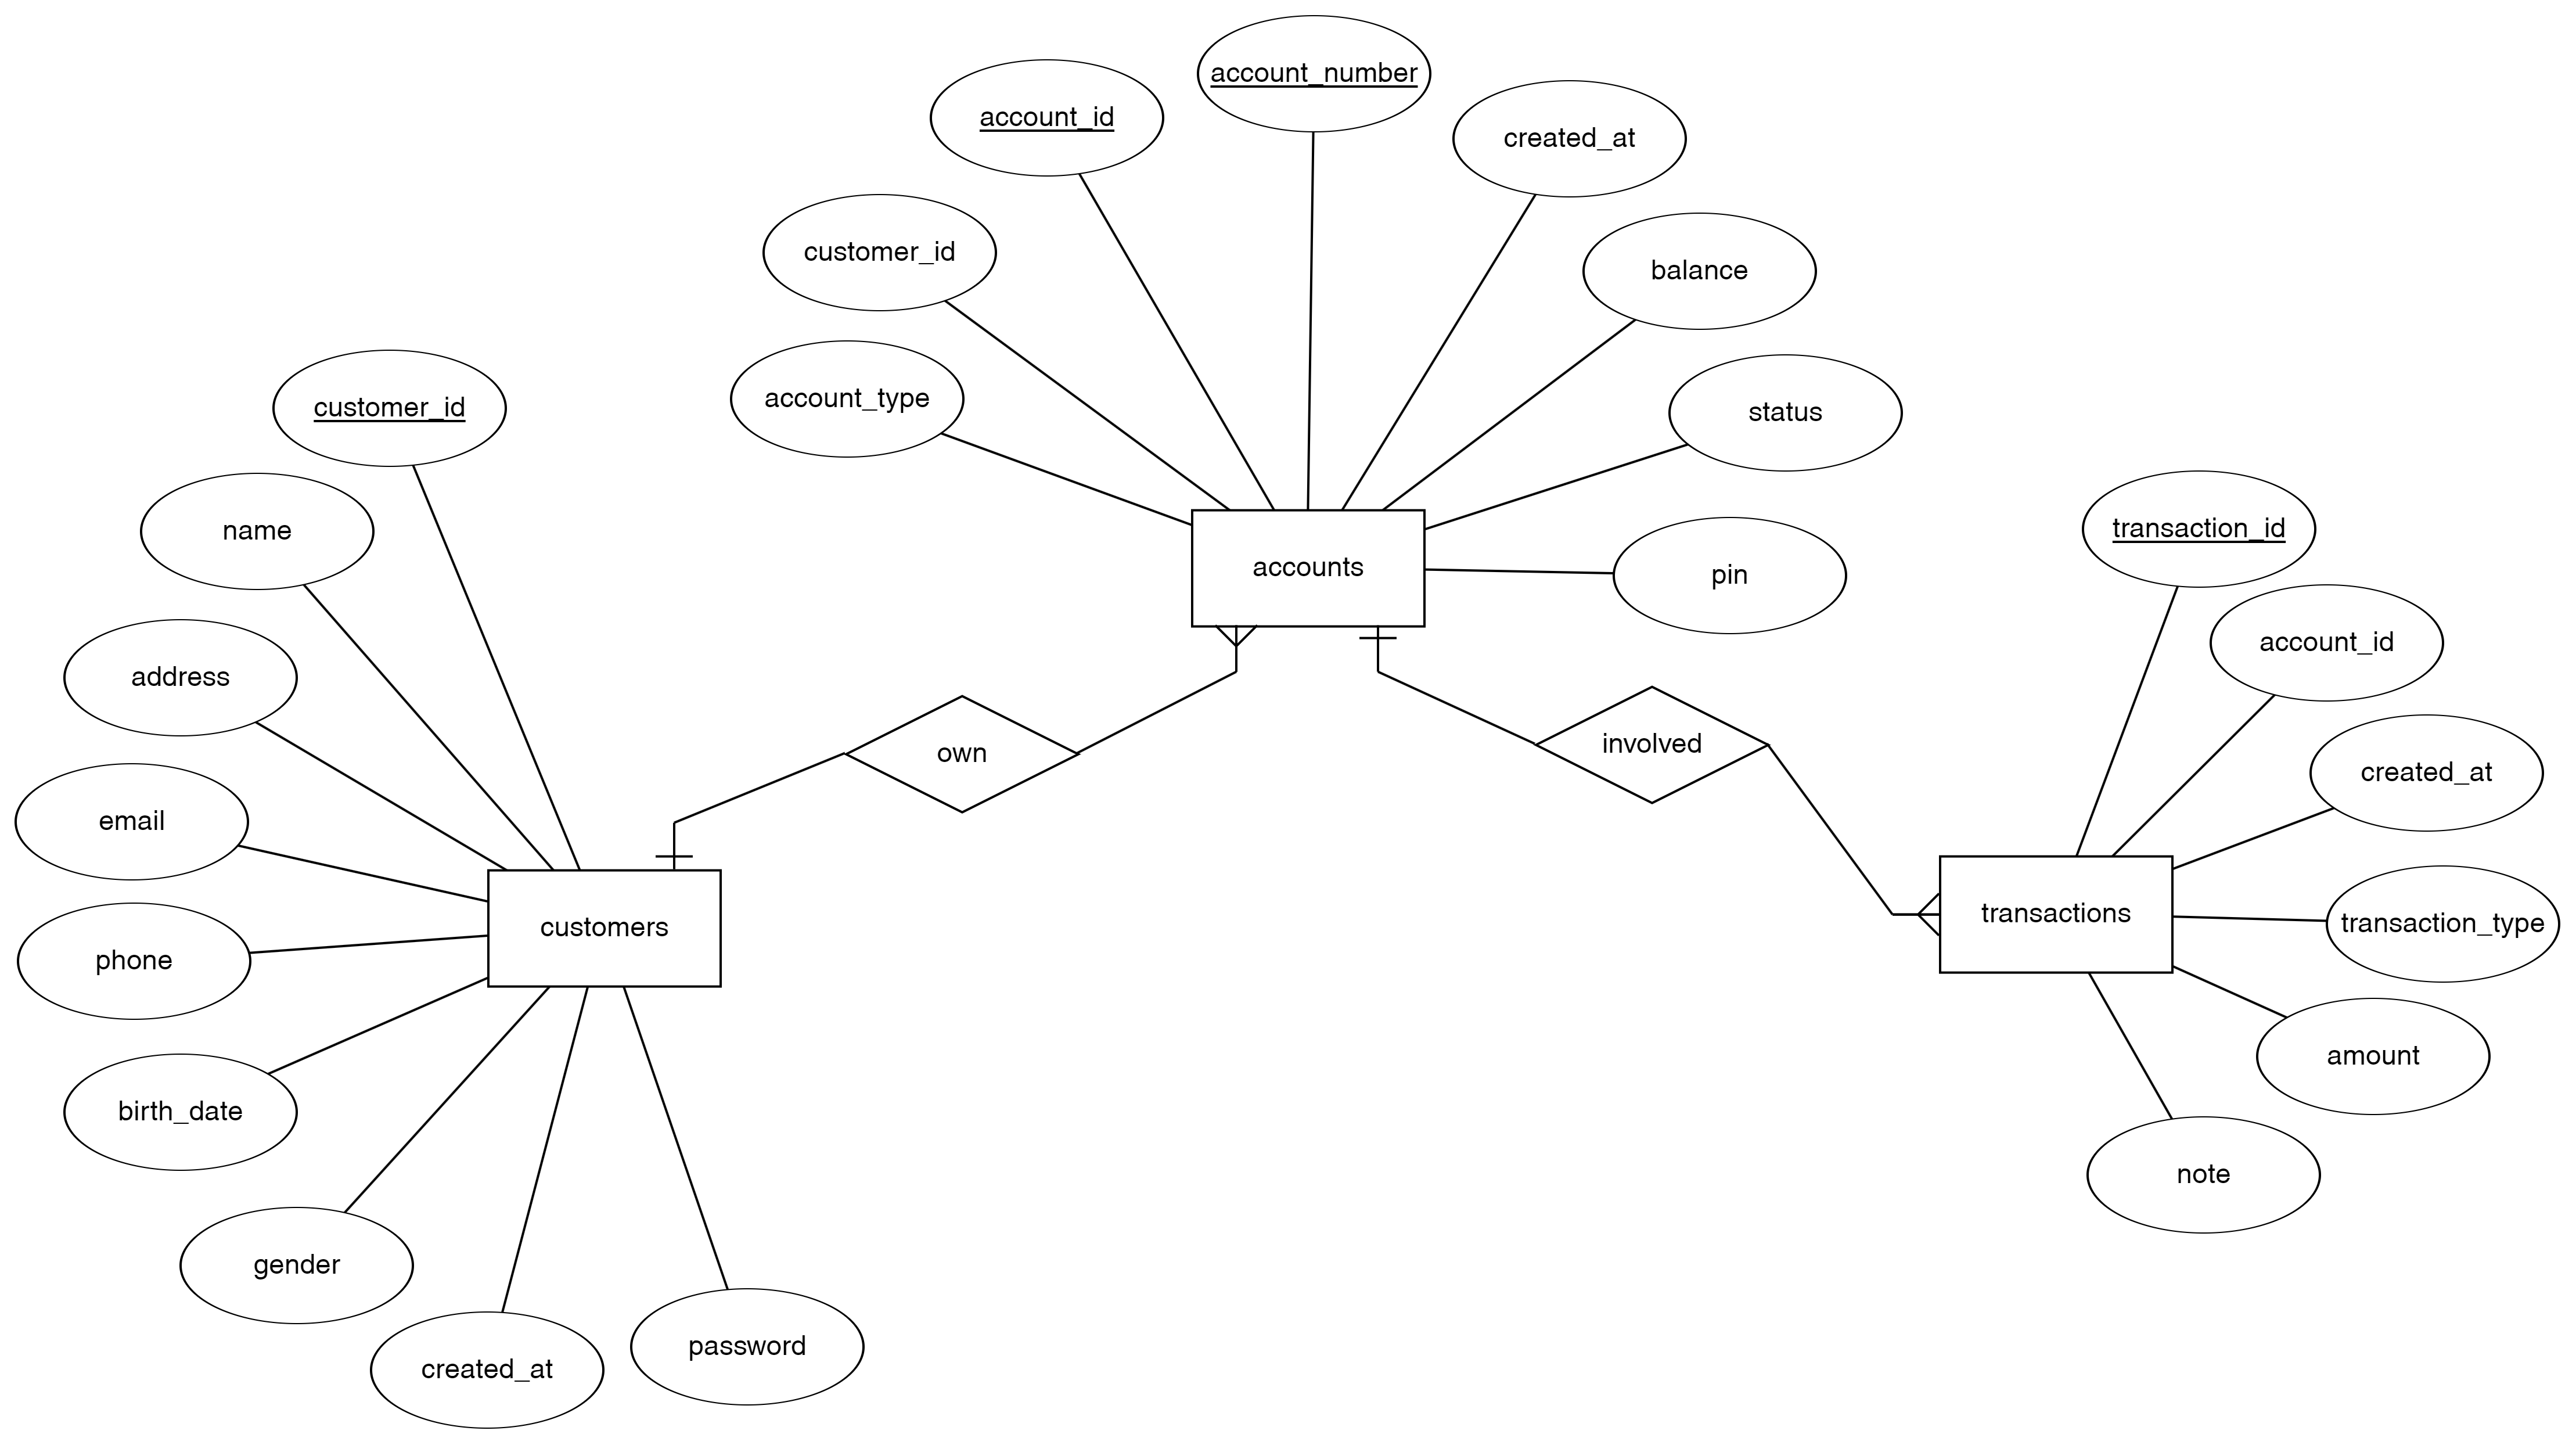 account_number
account_id
created_at
customer_id
balance
account_type
status
customer_id
name
accounts
pin
transaction_id
address
account_id
own
involved
created_at
email
customers
transactions
transaction_type
phone
amount
birth_date
note
gender
password
created_at